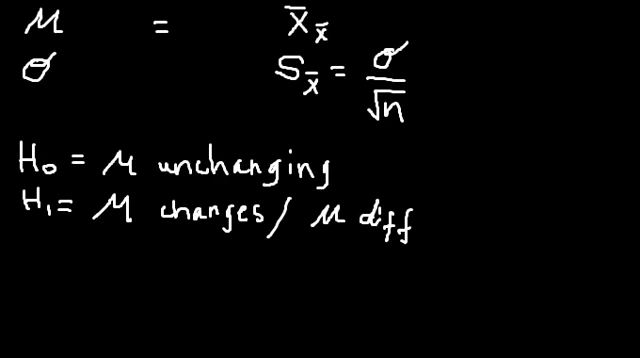 μ = X̄x̄
σ Sx̄ = σ/√n
H₀ = μ unchanging
H₁ = μ changes / μ diff